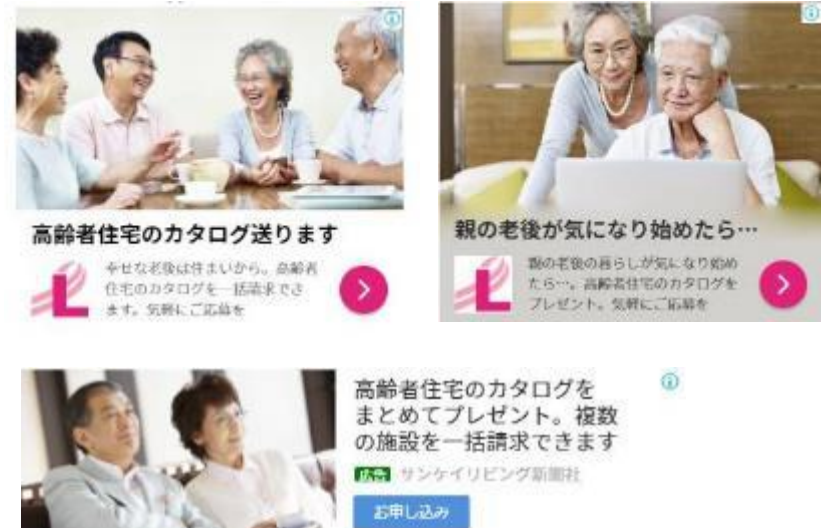 高齢者住宅のカタログ送ります
L
幸せな老後は住まいから。高齢者
住宅のカタログを一括請求でき
ます。気軽にご応募を
親の老後が気になり始めたら…
L
親の老後の暮らしが気になり始め
たら…。高齢者住宅のカタログを
プレゼント。気軽にご応募を
高齢者住宅のカタログを
まとめてプレゼント。複数
の施設を一括請求できます
広告 サンケイリビング新聞社
お申し込み